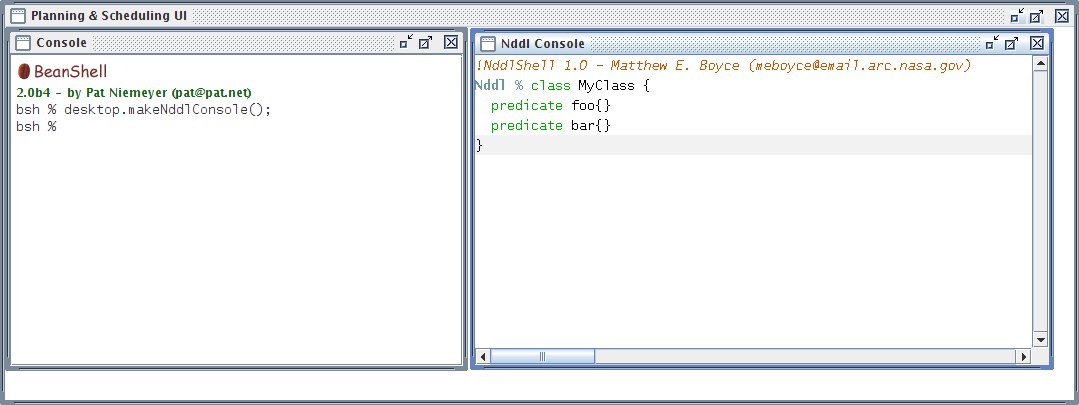 Planning & Scheduling UI
Console
BeanShell
2.0b4 - by Pat Niemeyer (pat@pat.net)
bsh % desktop.makeNddlConsole();
bsh %
Nddl Console
!NddlShell 1.0 - Matthew E. Boyce (meboyce@email.arc.nasa.gov)
Nddl % class MyClass {
  predicate foo{}
  predicate bar{}
}